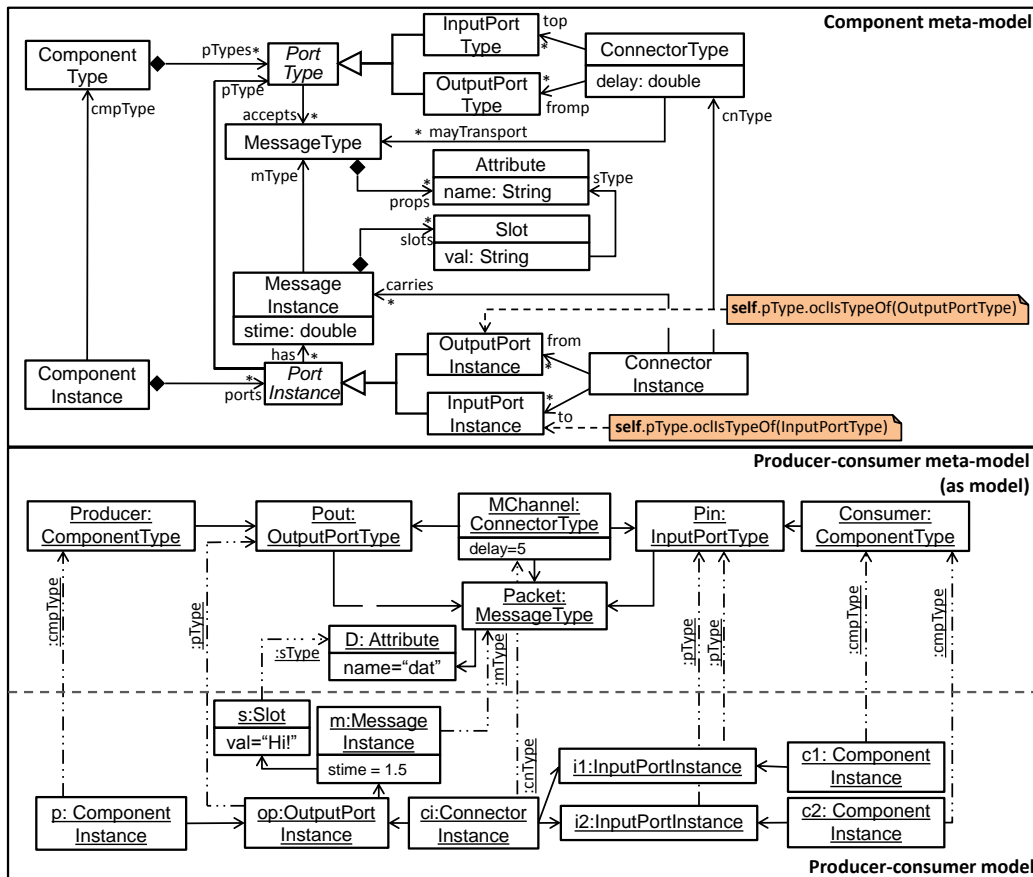 Component meta-model
Component
Type
pTypes*
Port
Type
InputPort
Type
top
*
ConnectorType
delay: double
cmpType
pType
OutputPort
Type
*
fromp
cnType
accepts
*
* mayTransport
MessageType
mType
Attribute
name: String
sType
*
props
Slot
val: String
*
slots
Message
Instance
stime: double
carries
*
self.pType.oclIsTypeOf(OutputPortType)
has
*
OutputPort
Instance
from
*
Connector
Instance
Component
Instance
*
ports
Port
Instance
InputPort
Instance
*
to
self.pType.oclIsTypeOf(InputPortType)
Producer-consumer meta-model
(as model)
Producer:
ComponentType
Pout:
OutputPortType
MChannel:
ConnectorType
delay=5
Pin:
InputPortType
Consumer:
ComponentType
Packet:
MessageType
:cmpType
:pType
D: Attribute
name="dat"
:sType
:mType
:pType
:pType
:cmpType
:cmpType
s:Slot
val="Hi!"
m:Message
Instance
stime = 1.5
:cnType
i1:InputPortInstance
c1: Component
Instance
p: Component
Instance
op:OutputPort
Instance
ci:Connector
Instance
i2:InputPortInstance
c2: Component
Instance
Producer-consumer model